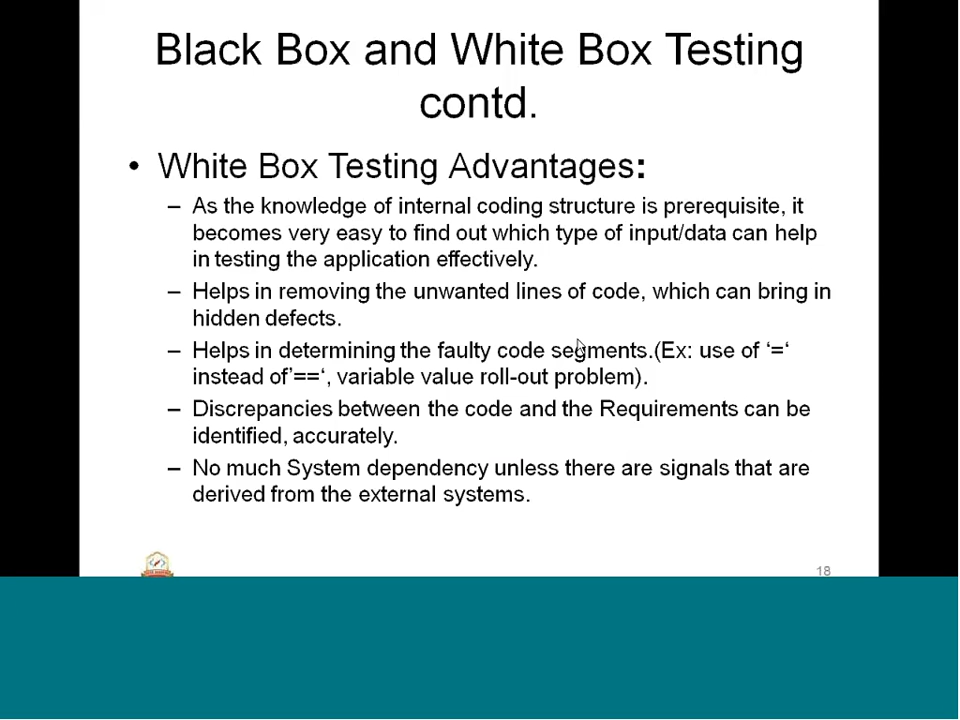 Black Box and White Box Testing
contd.
• White Box Testing Advantages:
– As the knowledge of internal coding structure is prerequisite, it
becomes very easy to find out which type of input/data can help
in testing the application effectively.
– Helps in removing the unwanted lines of code, which can bring in
hidden defects.
– Helps in determining the faulty code segments.(Ex: use of ‘=‘
instead of’==‘, variable value roll-out problem).
– Discrepancies between the code and the Requirements can be
identified, accurately.
– No much System dependency unless there are signals that are
derived from the external systems.
18